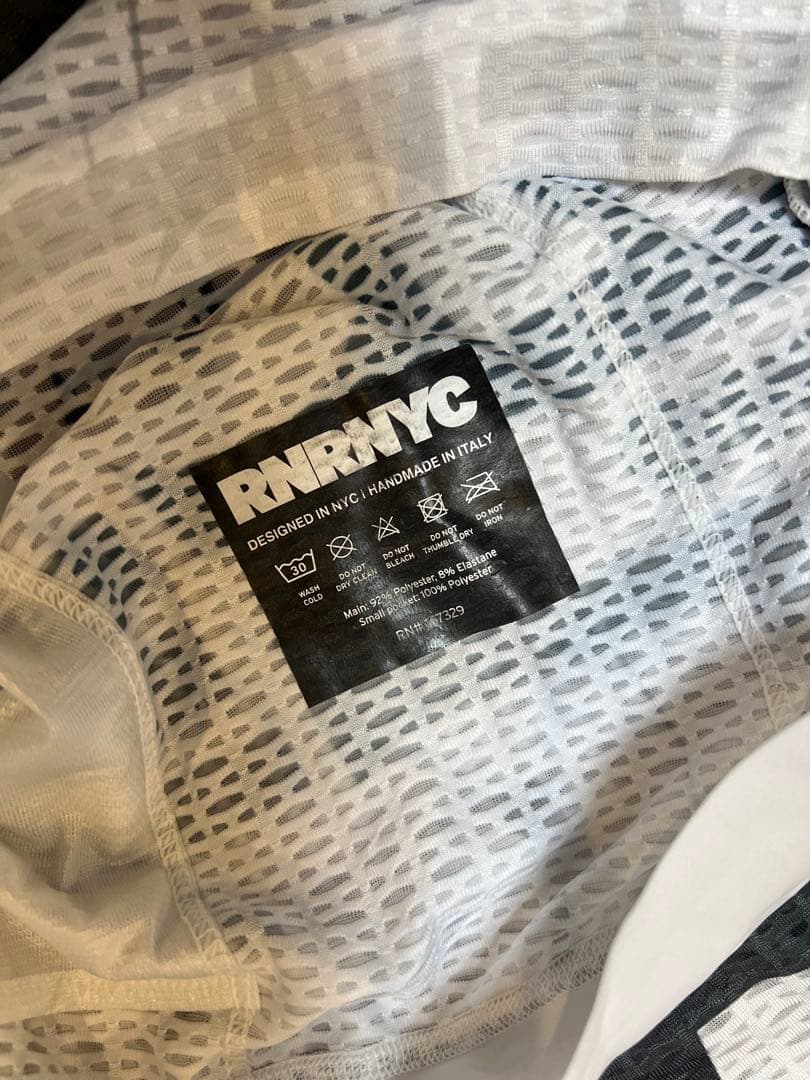 RNRNYC
DESIGNED IN NYC | HANDMADE IN ITALY
30
WASH COLD
DO NOT DRY CLEAN
DO NOT BLEACH
DO NOT THUMBLE DRY
DO NOT IRON
Main: 92% Polyester, 8% Elastane
Small pocket: 100% Polyester
RN#